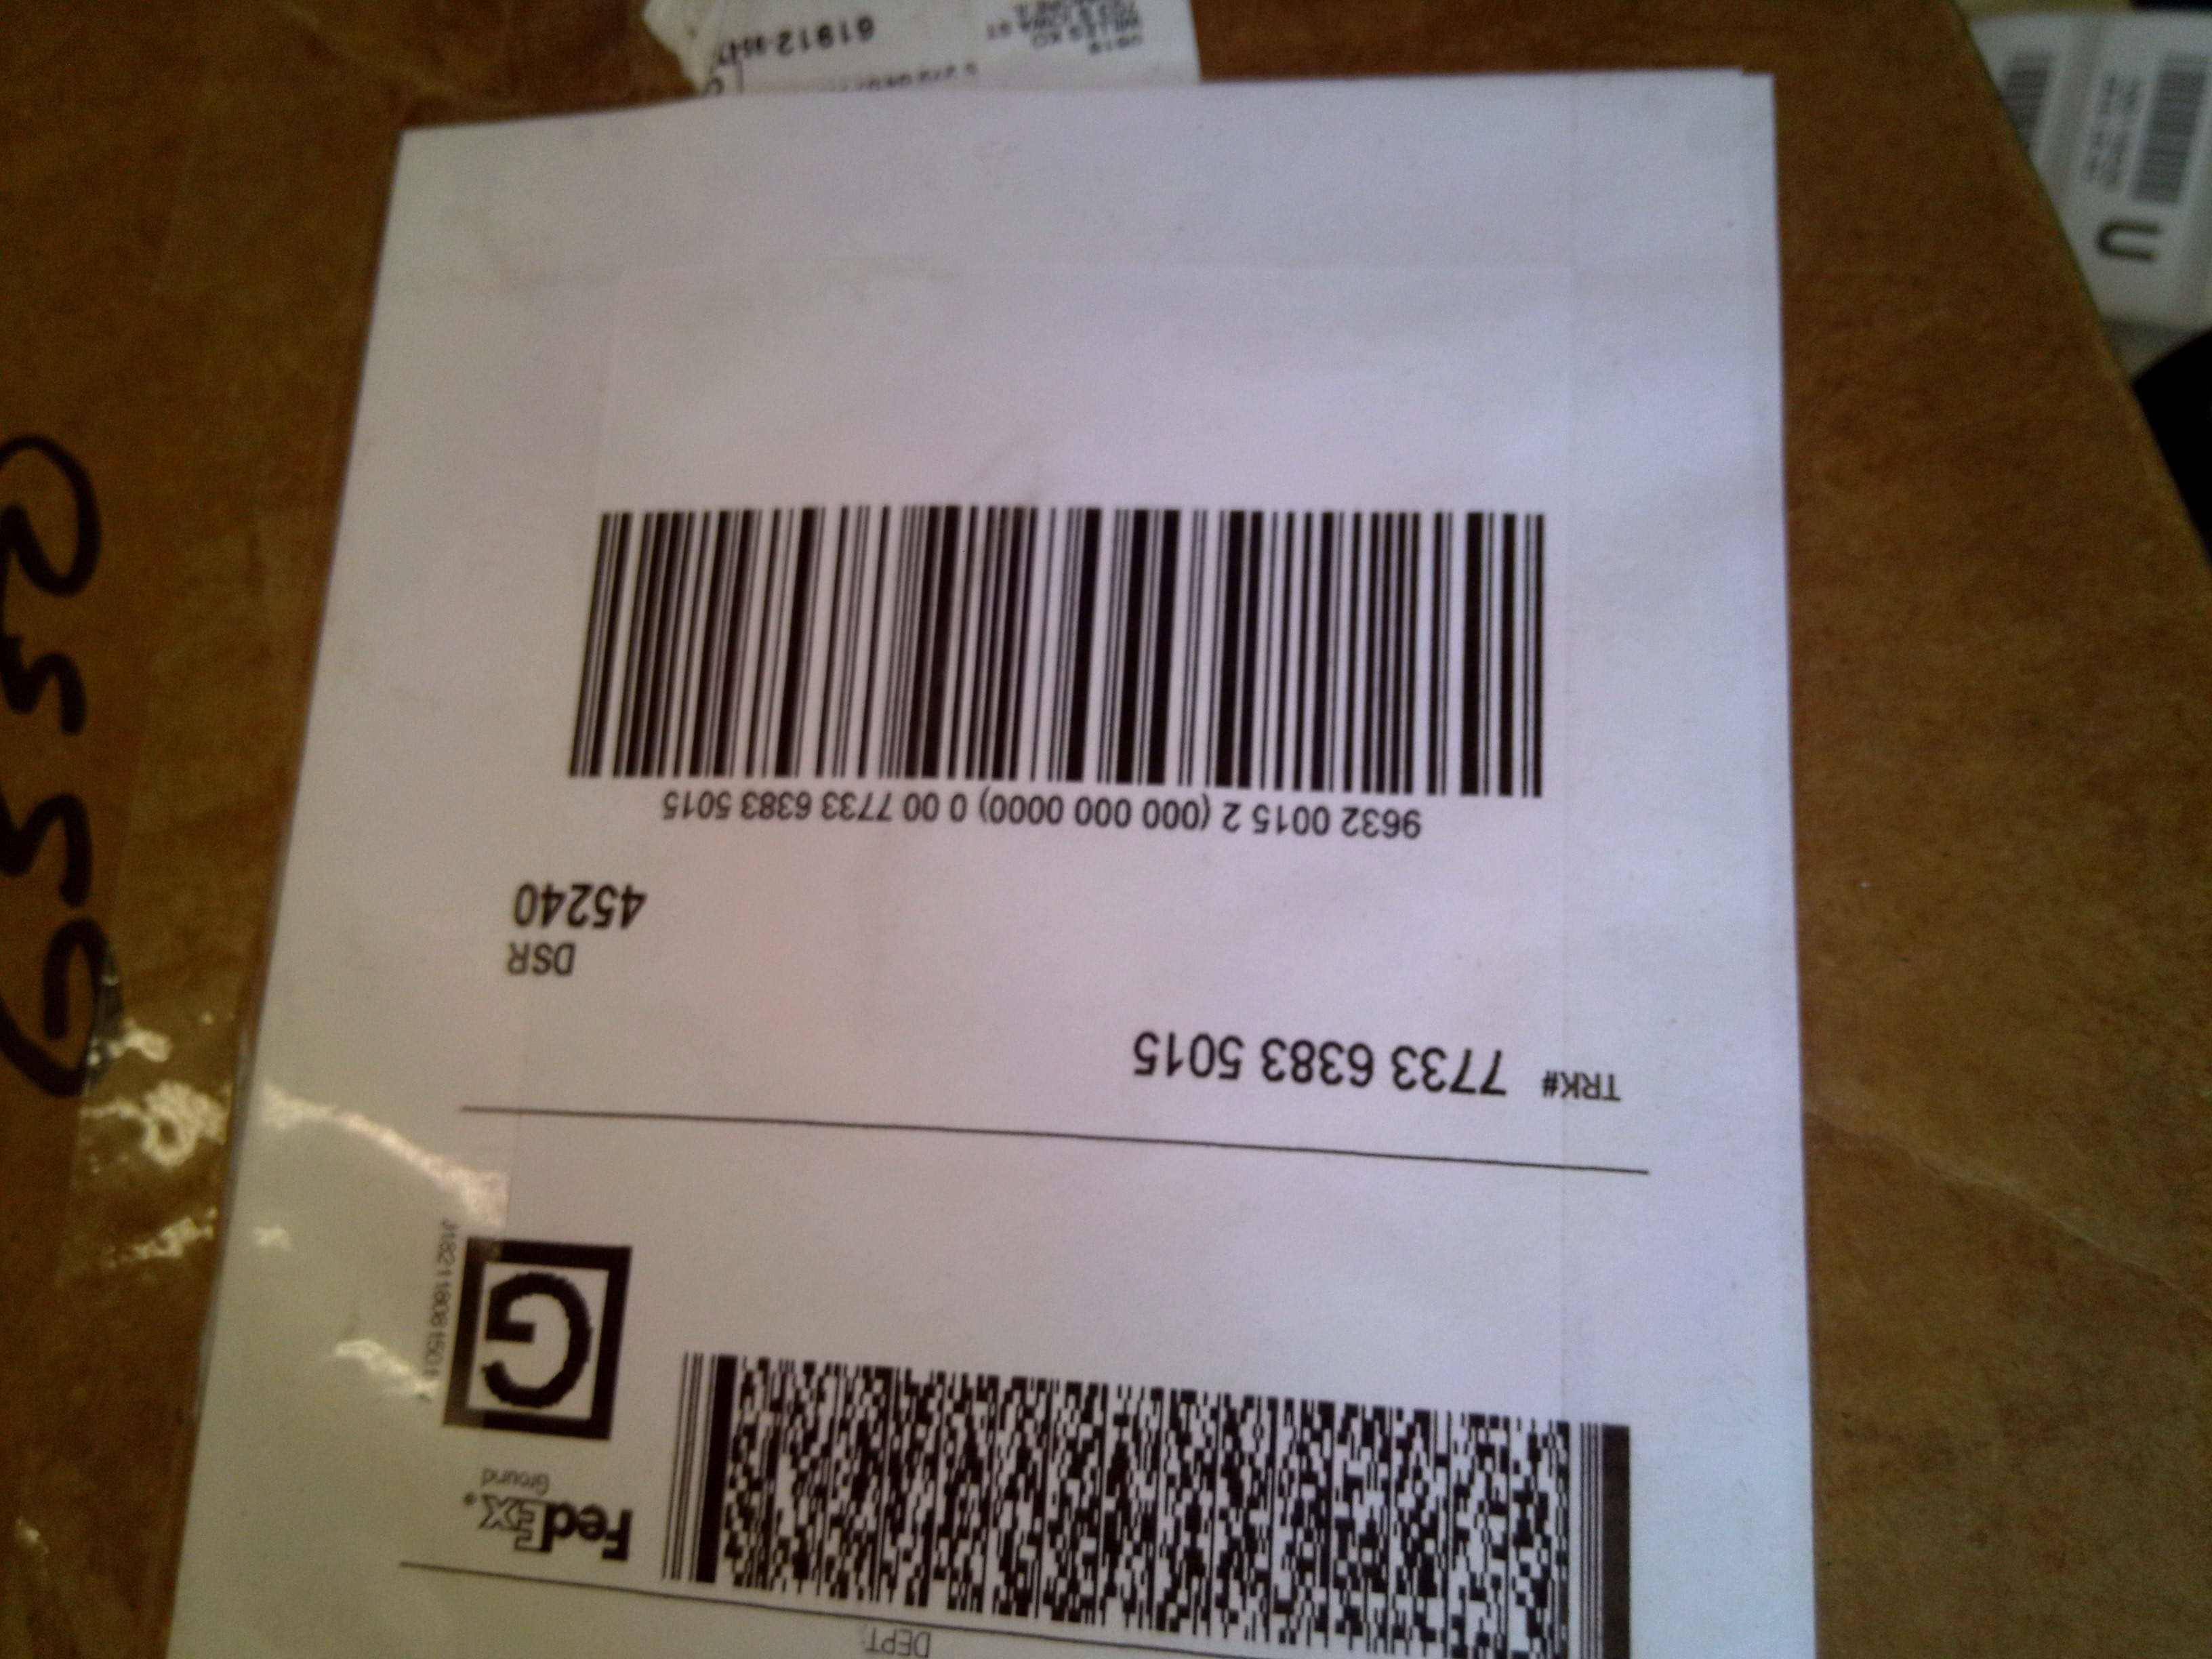 DEPT:
FedEx
Ground
G
TRK# 7733 6383 5015
DSR
45240
9632 0015 2 (000 000 0000) 0 00 7733 6383 5015
61912
U